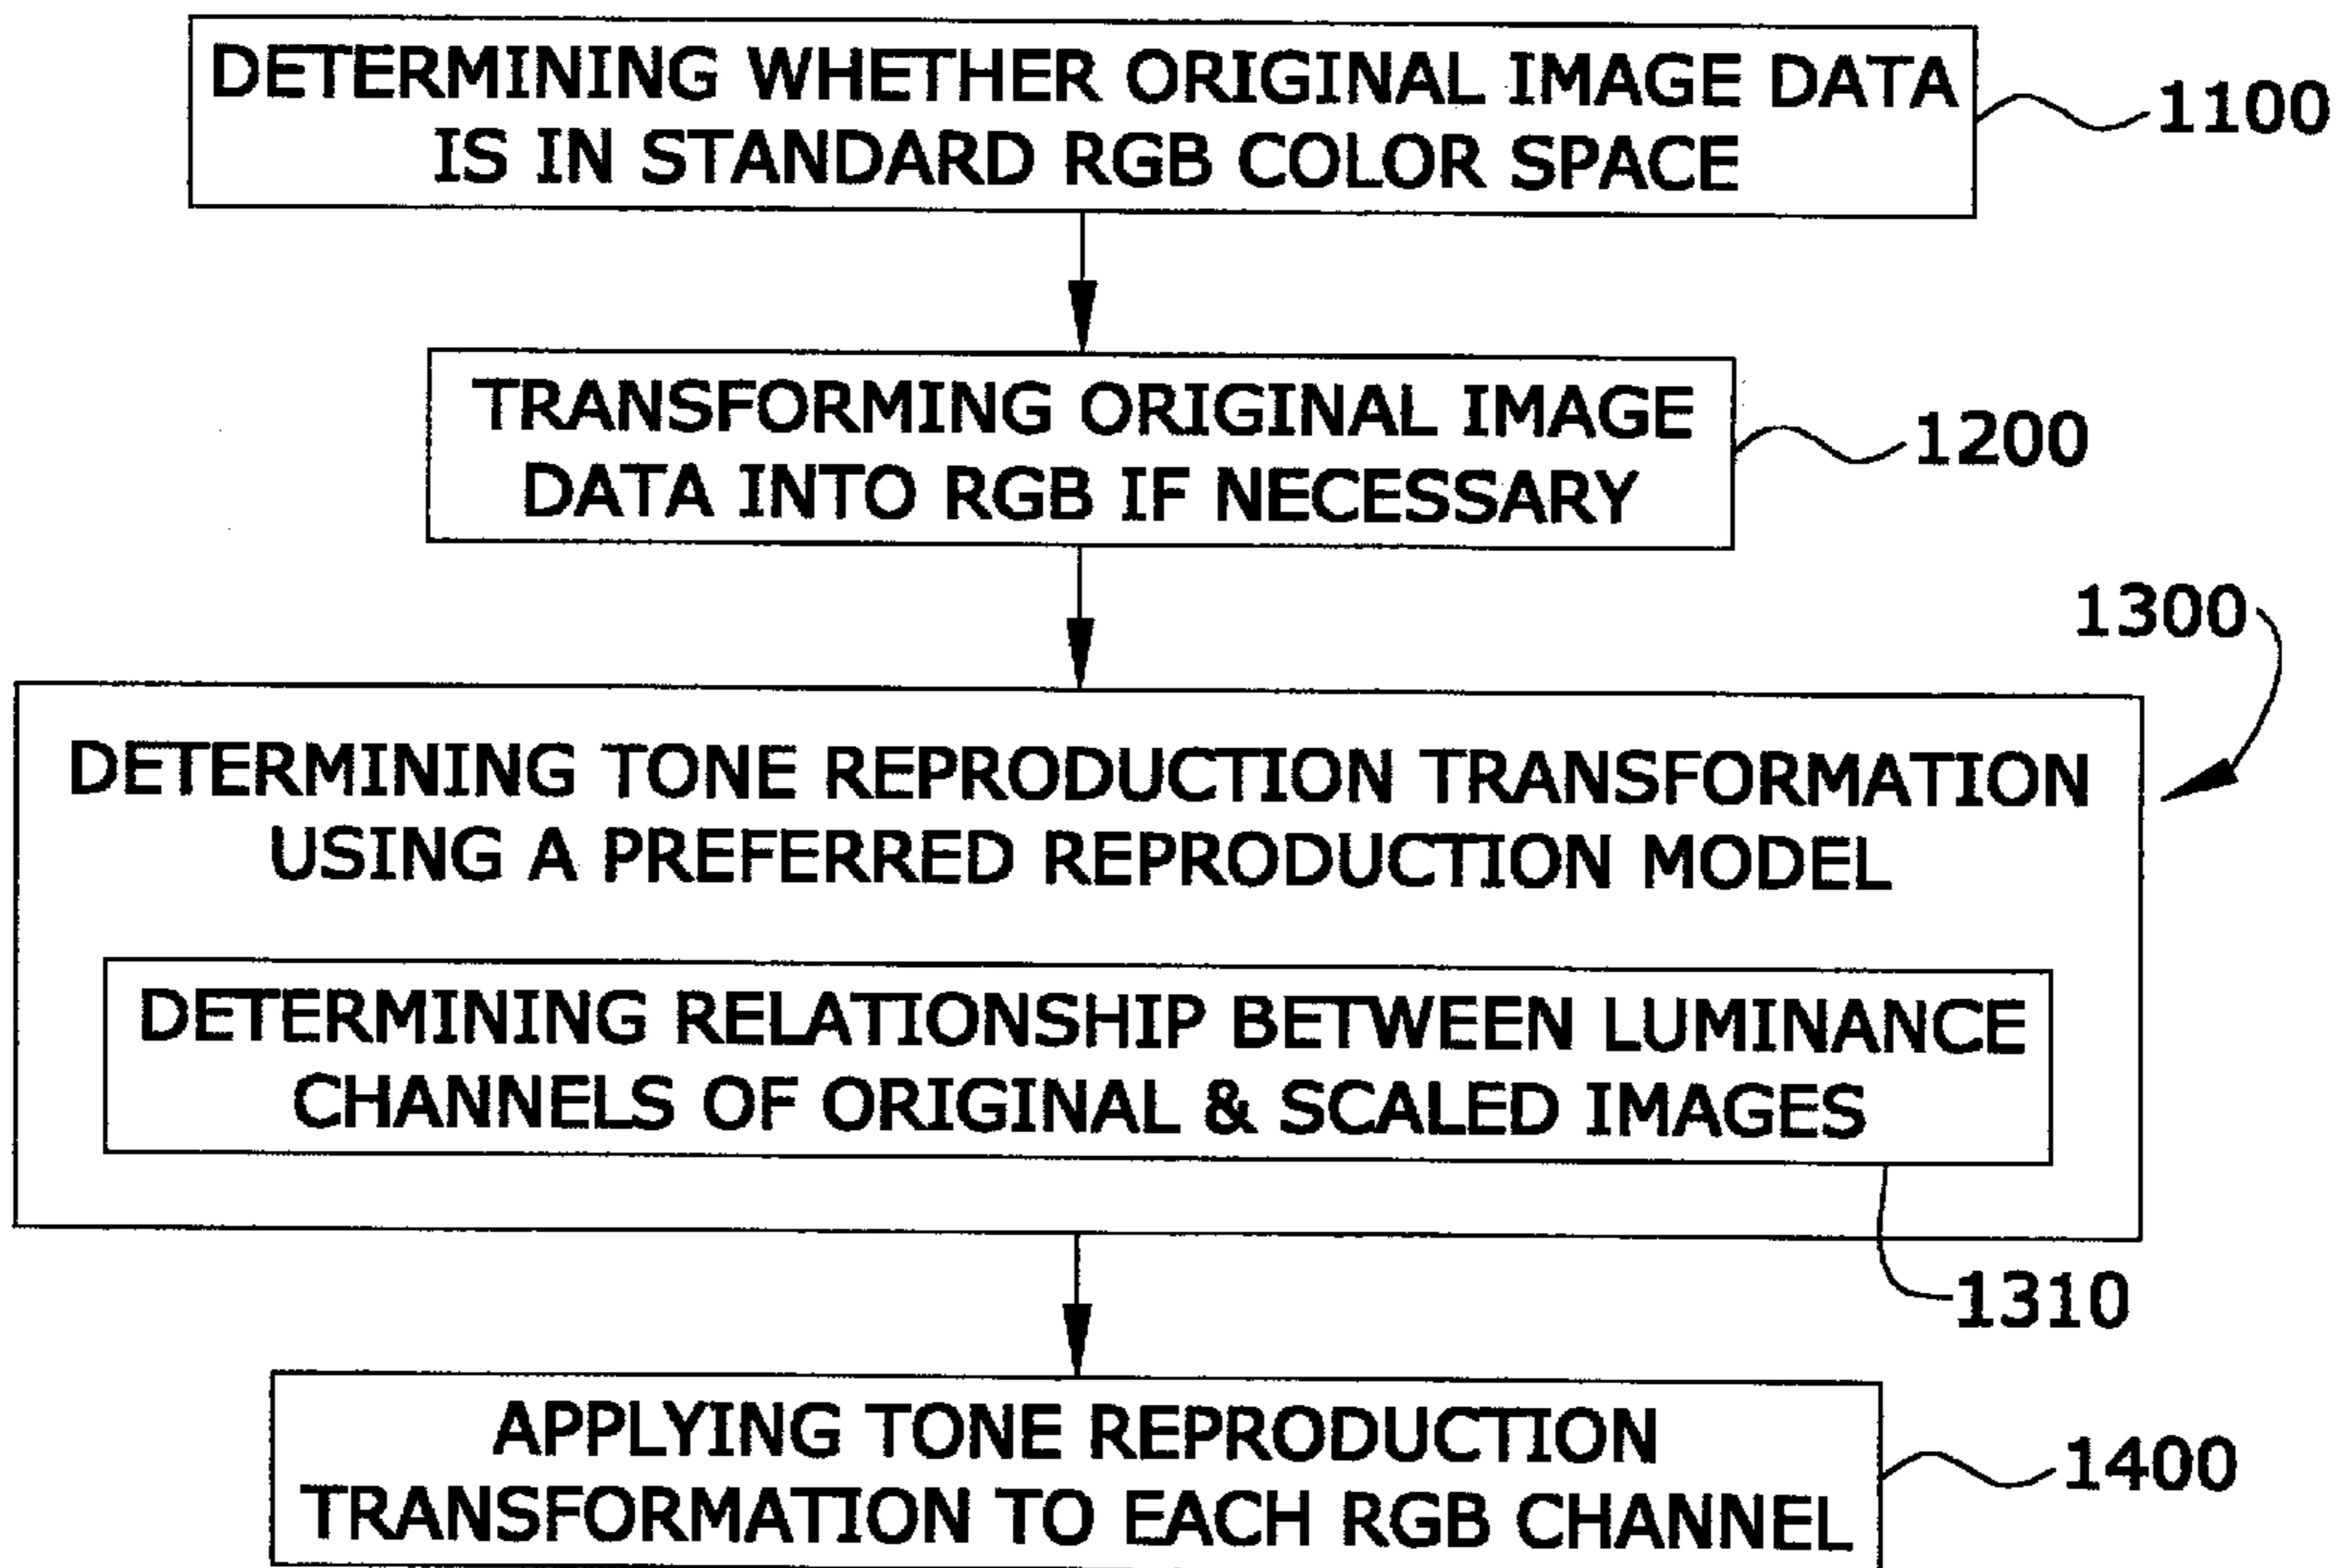 DETERMINING WHETHER ORIGINAL IMAGE DATA
IS IN STANDARD RGB COLOR SPACE
1100
TRANSFORMING ORIGINAL IMAGE
DATA INTO RGB IF NECESSARY
1200
1300
DETERMINING TONE REPRODUCTION TRANSFORMATION
USING A PREFERRED REPRODUCTION MODEL
DETERMINING RELATIONSHIP BETWEEN LUMINANCE
CHANNELS OF ORIGINAL & SCALED IMAGES
1310
APPLYING TONE REPRODUCTION
TRANSFORMATION TO EACH RGB CHANNEL
1400